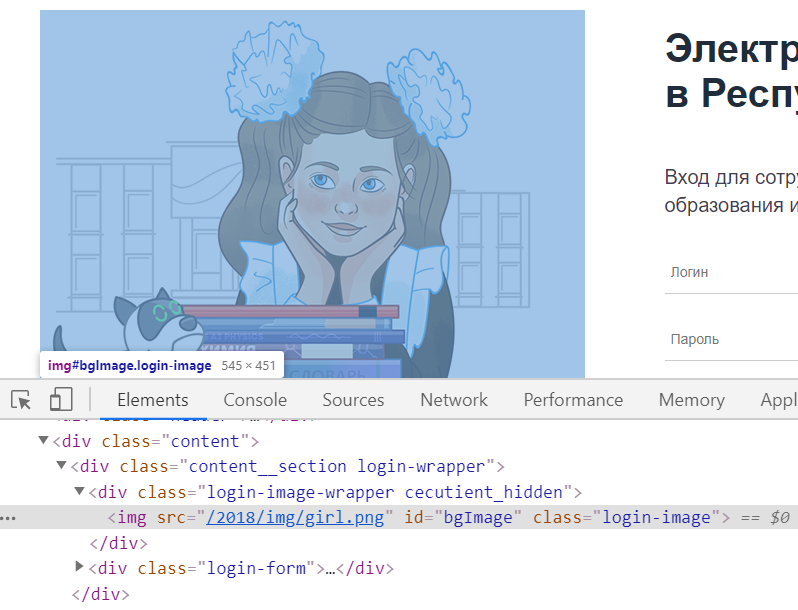 Электр
в Респу
Вход для сотру
образования и
Логин
Пароль
ХИМИЯ
СЛОВАРЬ
img#bgImage.login-image 545 × 451
Elements Console Sources Network Performance Memory Appl
<div class="content">
<div class="content__section login-wrapper">
<div class="login-image-wrapper cecutient_hidden">
<img src="/2018/img/girl.png" id="bgImage" class="login-image"> == $0
</div>
<div class="login-form">…</div>
</div>